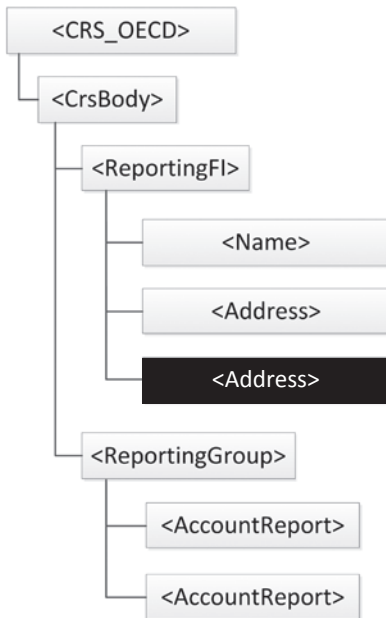 <CRS_OECD>
<CrsBody>
<ReportingFI>
<Name>
<Address>
<Address>
<ReportingGroup>
<AccountReport>
<AccountReport>